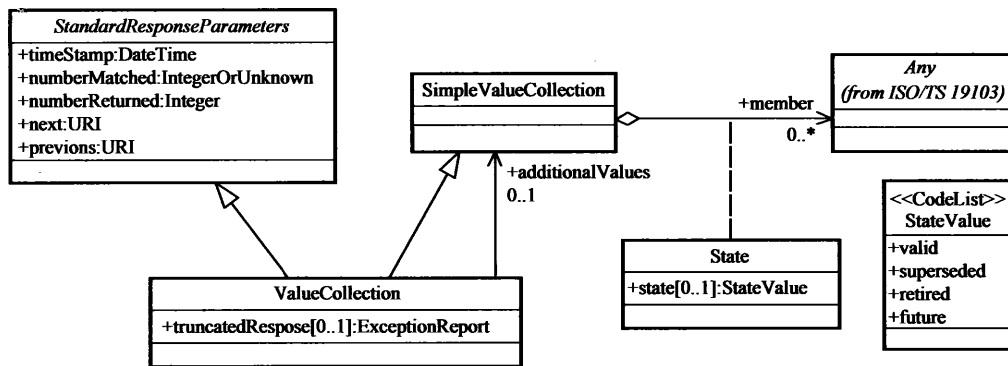 StandardResponseParameters
+timeStamp:DateTime
+numberMatched:IntegerOrUnknown
+numberReturned:Integer
+next:URI
+previons:URI
SimpleValueCollection
+member
0..*
Any
(from ISO/TS 19103)
+additionalValues
0..1
<<CodeList>>
StateValue
+valid
+superseded
+retired
+future
State
+state[0..1]:StateValue
ValueCollection
+truncatedRespose[0..1]:ExceptionReport